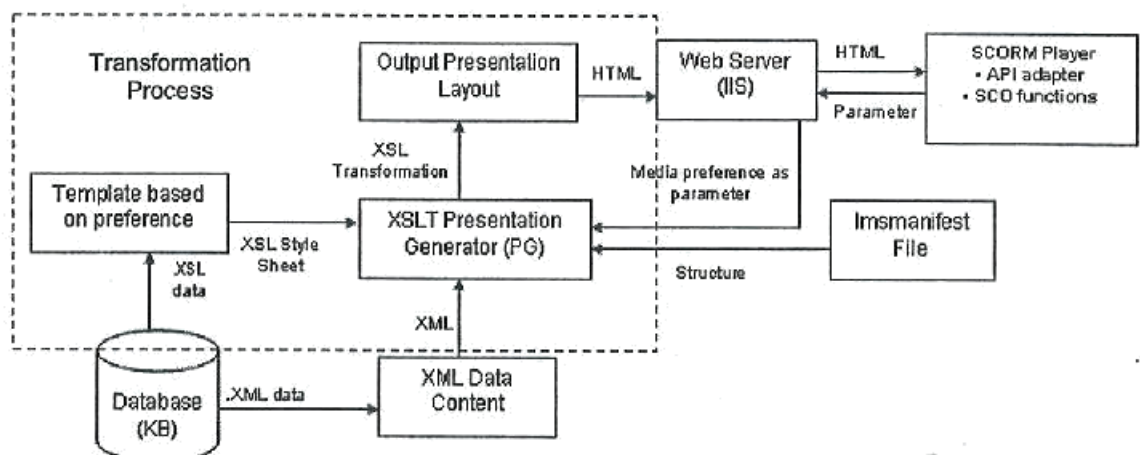 Transformation
Process
Output Presentation
Layout
HTML
Web Server
(IIS)
HTML
Parameter
SCORM Player
• API adapter
• SCO functions
XSL
Transformation
Media preference as
parameter
Template based
on preference
XSL Style
Sheet
XSLT Presentation
Generator (PG)
Structure
Imsmanifest
File
XSL
data
XML
Database
(KB)
.XML data
XML Data
Content